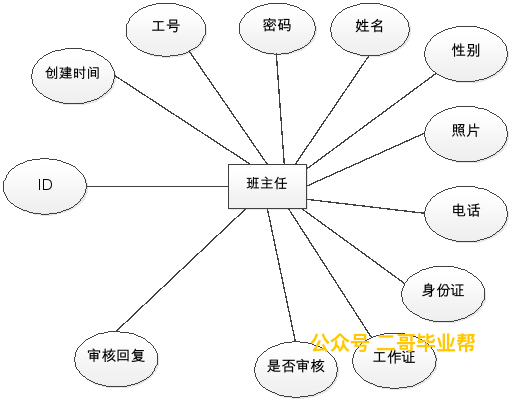 工号
密码
姓名
性别
创建时间
照片
ID
班主任
电话
身份证
公众号 二哥毕业帮
审核回复
是否审核
工作证